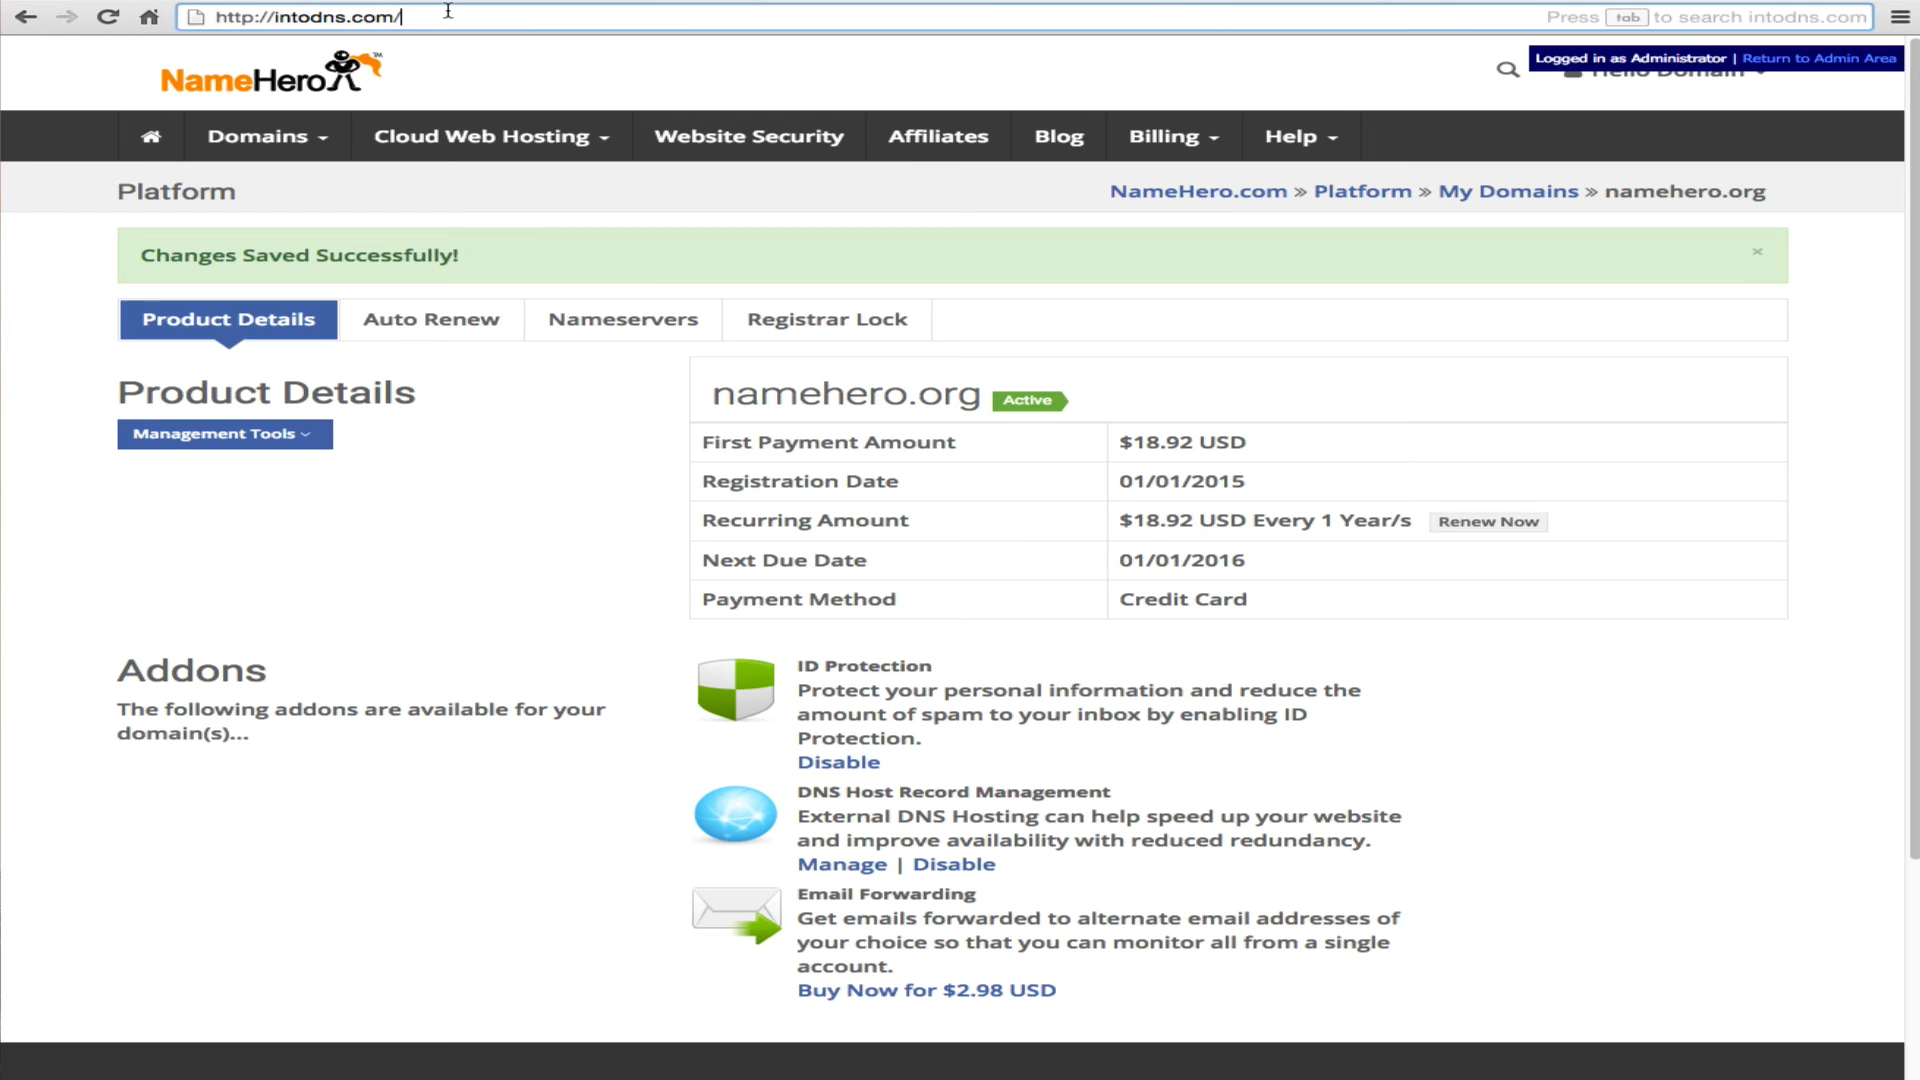 http://intodns.com/
Press tab to search intodns.com
NameHero™
Logged in as Administrator | Return to Admin Area
Hello Domain
Domains
Cloud Web Hosting
Website Security
Affiliates
Blog
Billing
Help
Platform
NameHero.com » Platform » My Domains » namehero.org
Changes Saved Successfully!
×
Product Details
Auto Renew
Nameservers
Registrar Lock
Product Details
Management Tools
namehero.org Active
First Payment Amount $18.92 USD
Registration Date 01/01/2015
Recurring Amount $18.92 USD Every 1 Year/s Renew Now
Next Due Date 01/01/2016
Payment Method Credit Card
Addons
The following addons are available for your
domain(s)...
ID Protection
Protect your personal information and reduce the
amount of spam to your inbox by enabling ID
Protection.
Disable
DNS Host Record Management
External DNS Hosting can help speed up your website
and improve availability with reduced redundancy.
Manage | Disable
Email Forwarding
Get emails forwarded to alternate email addresses of
your choice so that you can monitor all from a single
account.
Buy Now for $2.98 USD